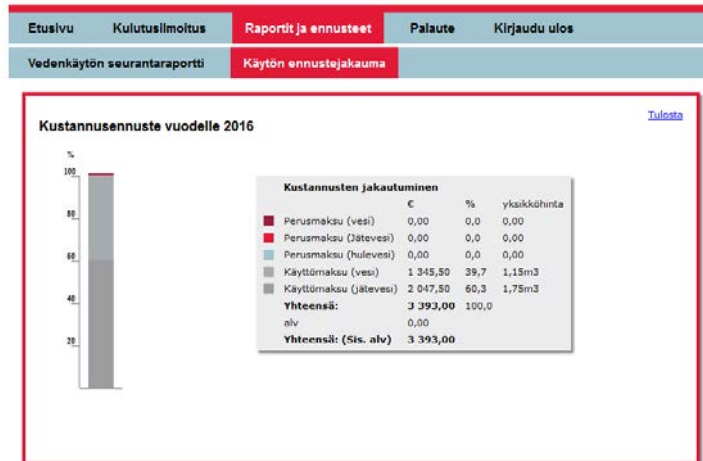 Etusivu Kulutusilmoitus Raportit ja ennusteet Palaute Kirjaudu ulos
Vedenkäytön seurantaraportti Käytön ennustejakauma
Tulosta
Kustannusennuste vuodelle 2016
%
100
80
60
40
20
Kustannusten jakautuminen
€ % yksikköhinta
Perusmaksu (vesi) 0,00 0,0 0,00
Perusmaksu (Jätevesi) 0,00 0,0 0,00
Perusmaksu (hulevesi) 0,00 0,0 0,00
Käyttömaksu (vesi) 1 345,50 39,7 1,15m3
Käyttömaksu (jätevesi) 2 047,50 60,3 1,75m3
Yhteensä: 3 393,00 100,0
alv 0,00
Yhteensä: (Sis. alv) 3 393,00